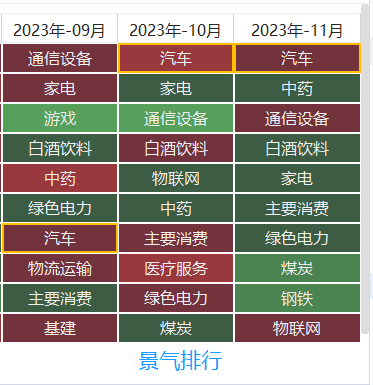 2023年-09月 2023年-10月 2023年-11月
通信设备 汽车 汽车
家电 家电 中药
游戏 通信设备 通信设备
白酒饮料 白酒饮料 白酒饮料
中药 物联网 家电
绿色电力 中药 主要消费
汽车 主要消费 绿色电力
物流运输 医疗服务 煤炭
主要消费 绿色电力 钢铁
基建 煤炭 物联网
景气排行